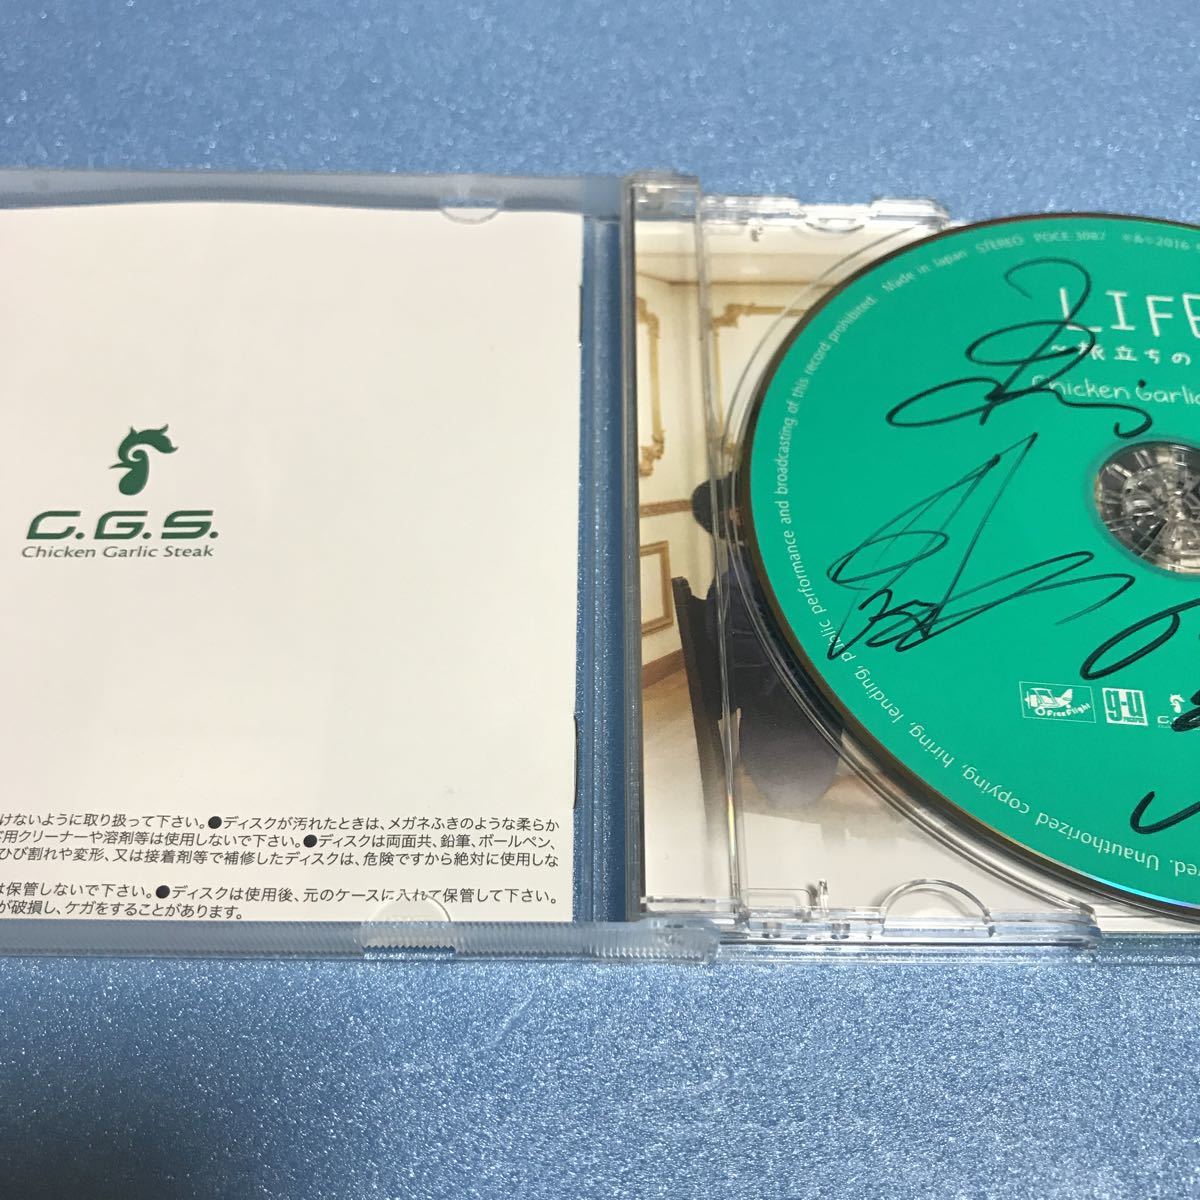 C.G.S.
Chicken Garlic Steak
けないように取り扱って下さい。●ディスクが汚れたときは、メガネふきのような柔らか
用クリーナーや溶剤等は使用しないで下さい。●ディスクは両面共、鉛筆、ボールペン、
ひび割れや変形、又は接着剤等で補修したディスクは、危険ですから絶対に使用しな
は保管しないで下さい。●ディスクは使用後、元のケースに入れて保管して下さい。
が破損し、ケガをすることがあります。
LIFE
～旅立ちの
Chicken Garlic
Unauthorized copying, hiring, lending, public performance and broadcasting of this record prohibited. Made in Japan STEREO POCE-3087 ℗&©2016
FreeFlight
g-u